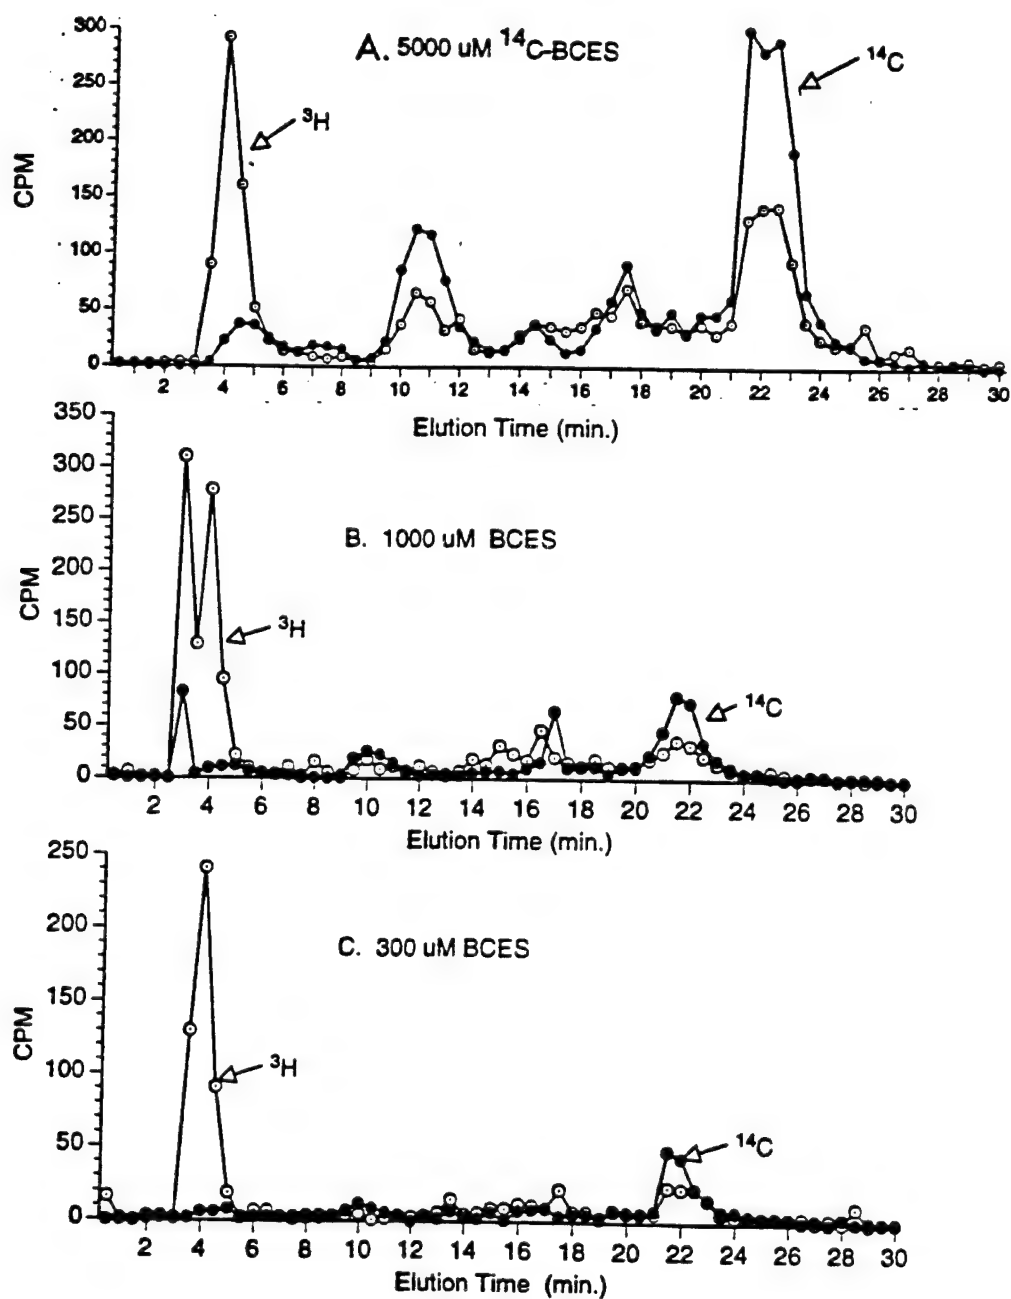 300
A. 5000 uM ¹⁴C-BCES
¹⁴C
250
³H
200
CPM
150
100
50
0
2 4 6 8 10 12 14 16 18 20 22 24 26 28 30
Elution Time (min.)
350
300
250
B. 1000 uM BCES
200
CPM
150
³H
100
¹⁴C
50
0
2 4 6 8 10 12 14 16 18 20 22 24 26 28 30
Elution Time (min.)
250
200
C. 300 uM BCES
150
CPM
100
³H
50
¹⁴C
0
2 4 6 8 10 12 14 16 18 20 22 24 26 28 30
Elution Time (min.)